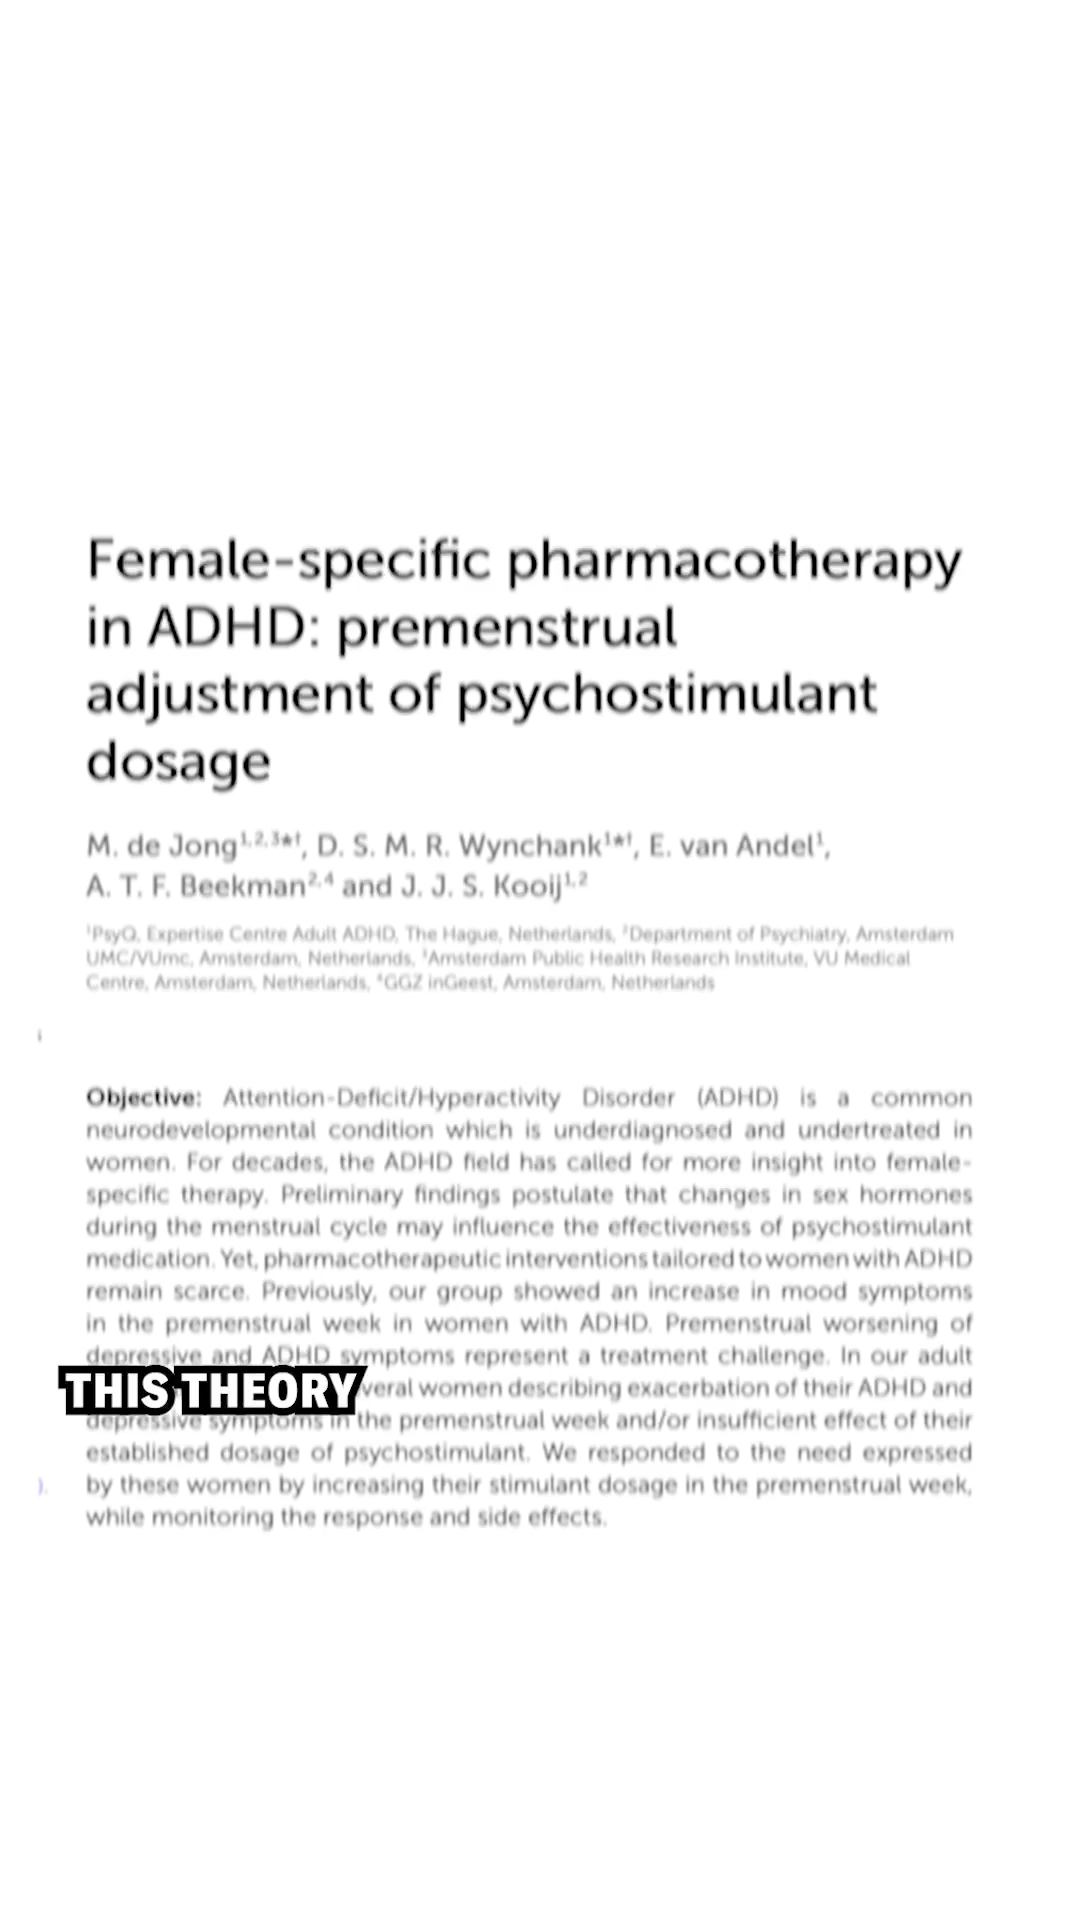 Female-specific pharmacotherapy
in ADHD: premenstrual
adjustment of psychostimulant
dosage
M. de Jong1,2,3*†, D. S. M. R. Wynchank1*†, E. van Andel1,
A. T. F. Beekman2,4 and J. J. S. Kooij1,2
1PsyQ, Expertise Centre Adult ADHD, The Hague, Netherlands, 2Department of Psychiatry, Amsterdam
UMC/VUmc, Amsterdam, Netherlands, 3Amsterdam Public Health Research Institute, VU Medical
Centre, Amsterdam, Netherlands, 4GGZ inGeest, Amsterdam, Netherlands
Objective: Attention-Deficit/Hyperactivity Disorder (ADHD) is a common
neurodevelopmental condition which is underdiagnosed and undertreated in
women. For decades, the ADHD field has called for more insight into female-
specific therapy. Preliminary findings postulate that changes in sex hormones
during the menstrual cycle may influence the effectiveness of psychostimulant
medication. Yet, pharmacotherapeutic interventions tailored to women with ADHD
remain scarce. Previously, our group showed an increase in mood symptoms
in the premenstrual week in women with ADHD. Premenstrual worsening of
depressive and ADHD symptoms represent a treatment challenge. In our adult
THIS THEORY
veral women describing exacerbation of their ADHD and
depressive symptoms in the premenstrual week and/or insufficient effect of their
established dosage of psychostimulant. We responded to the need expressed
). by these women by increasing their stimulant dosage in the premenstrual week,
while monitoring the response and side effects.